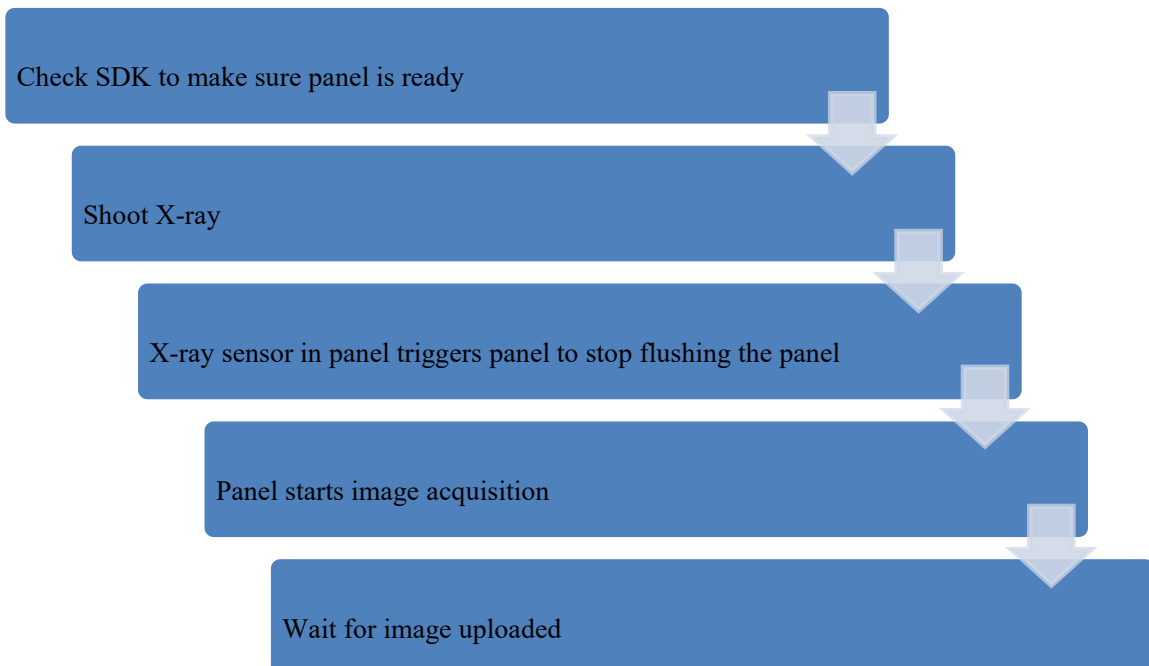 Check SDK to make sure panel is ready
Shoot X-ray
X-ray sensor in panel triggers panel to stop flushing the panel
Panel starts image acquisition
Wait for image uploaded